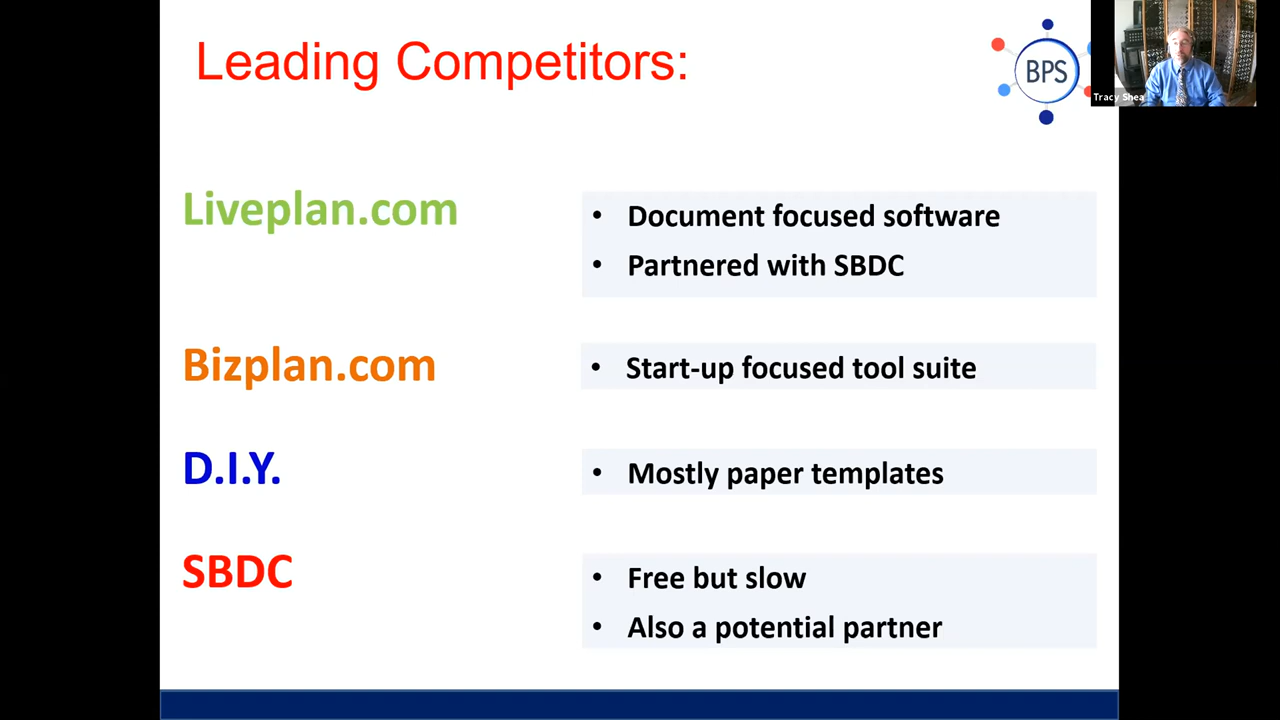 Leading Competitors:
BPS
Tracy Shea
Liveplan.com
• Document focused software
• Partnered with SBDC
Bizplan.com
• Start-up focused tool suite
D.I.Y.
• Mostly paper templates
SBDC
• Free but slow
• Also a potential partner